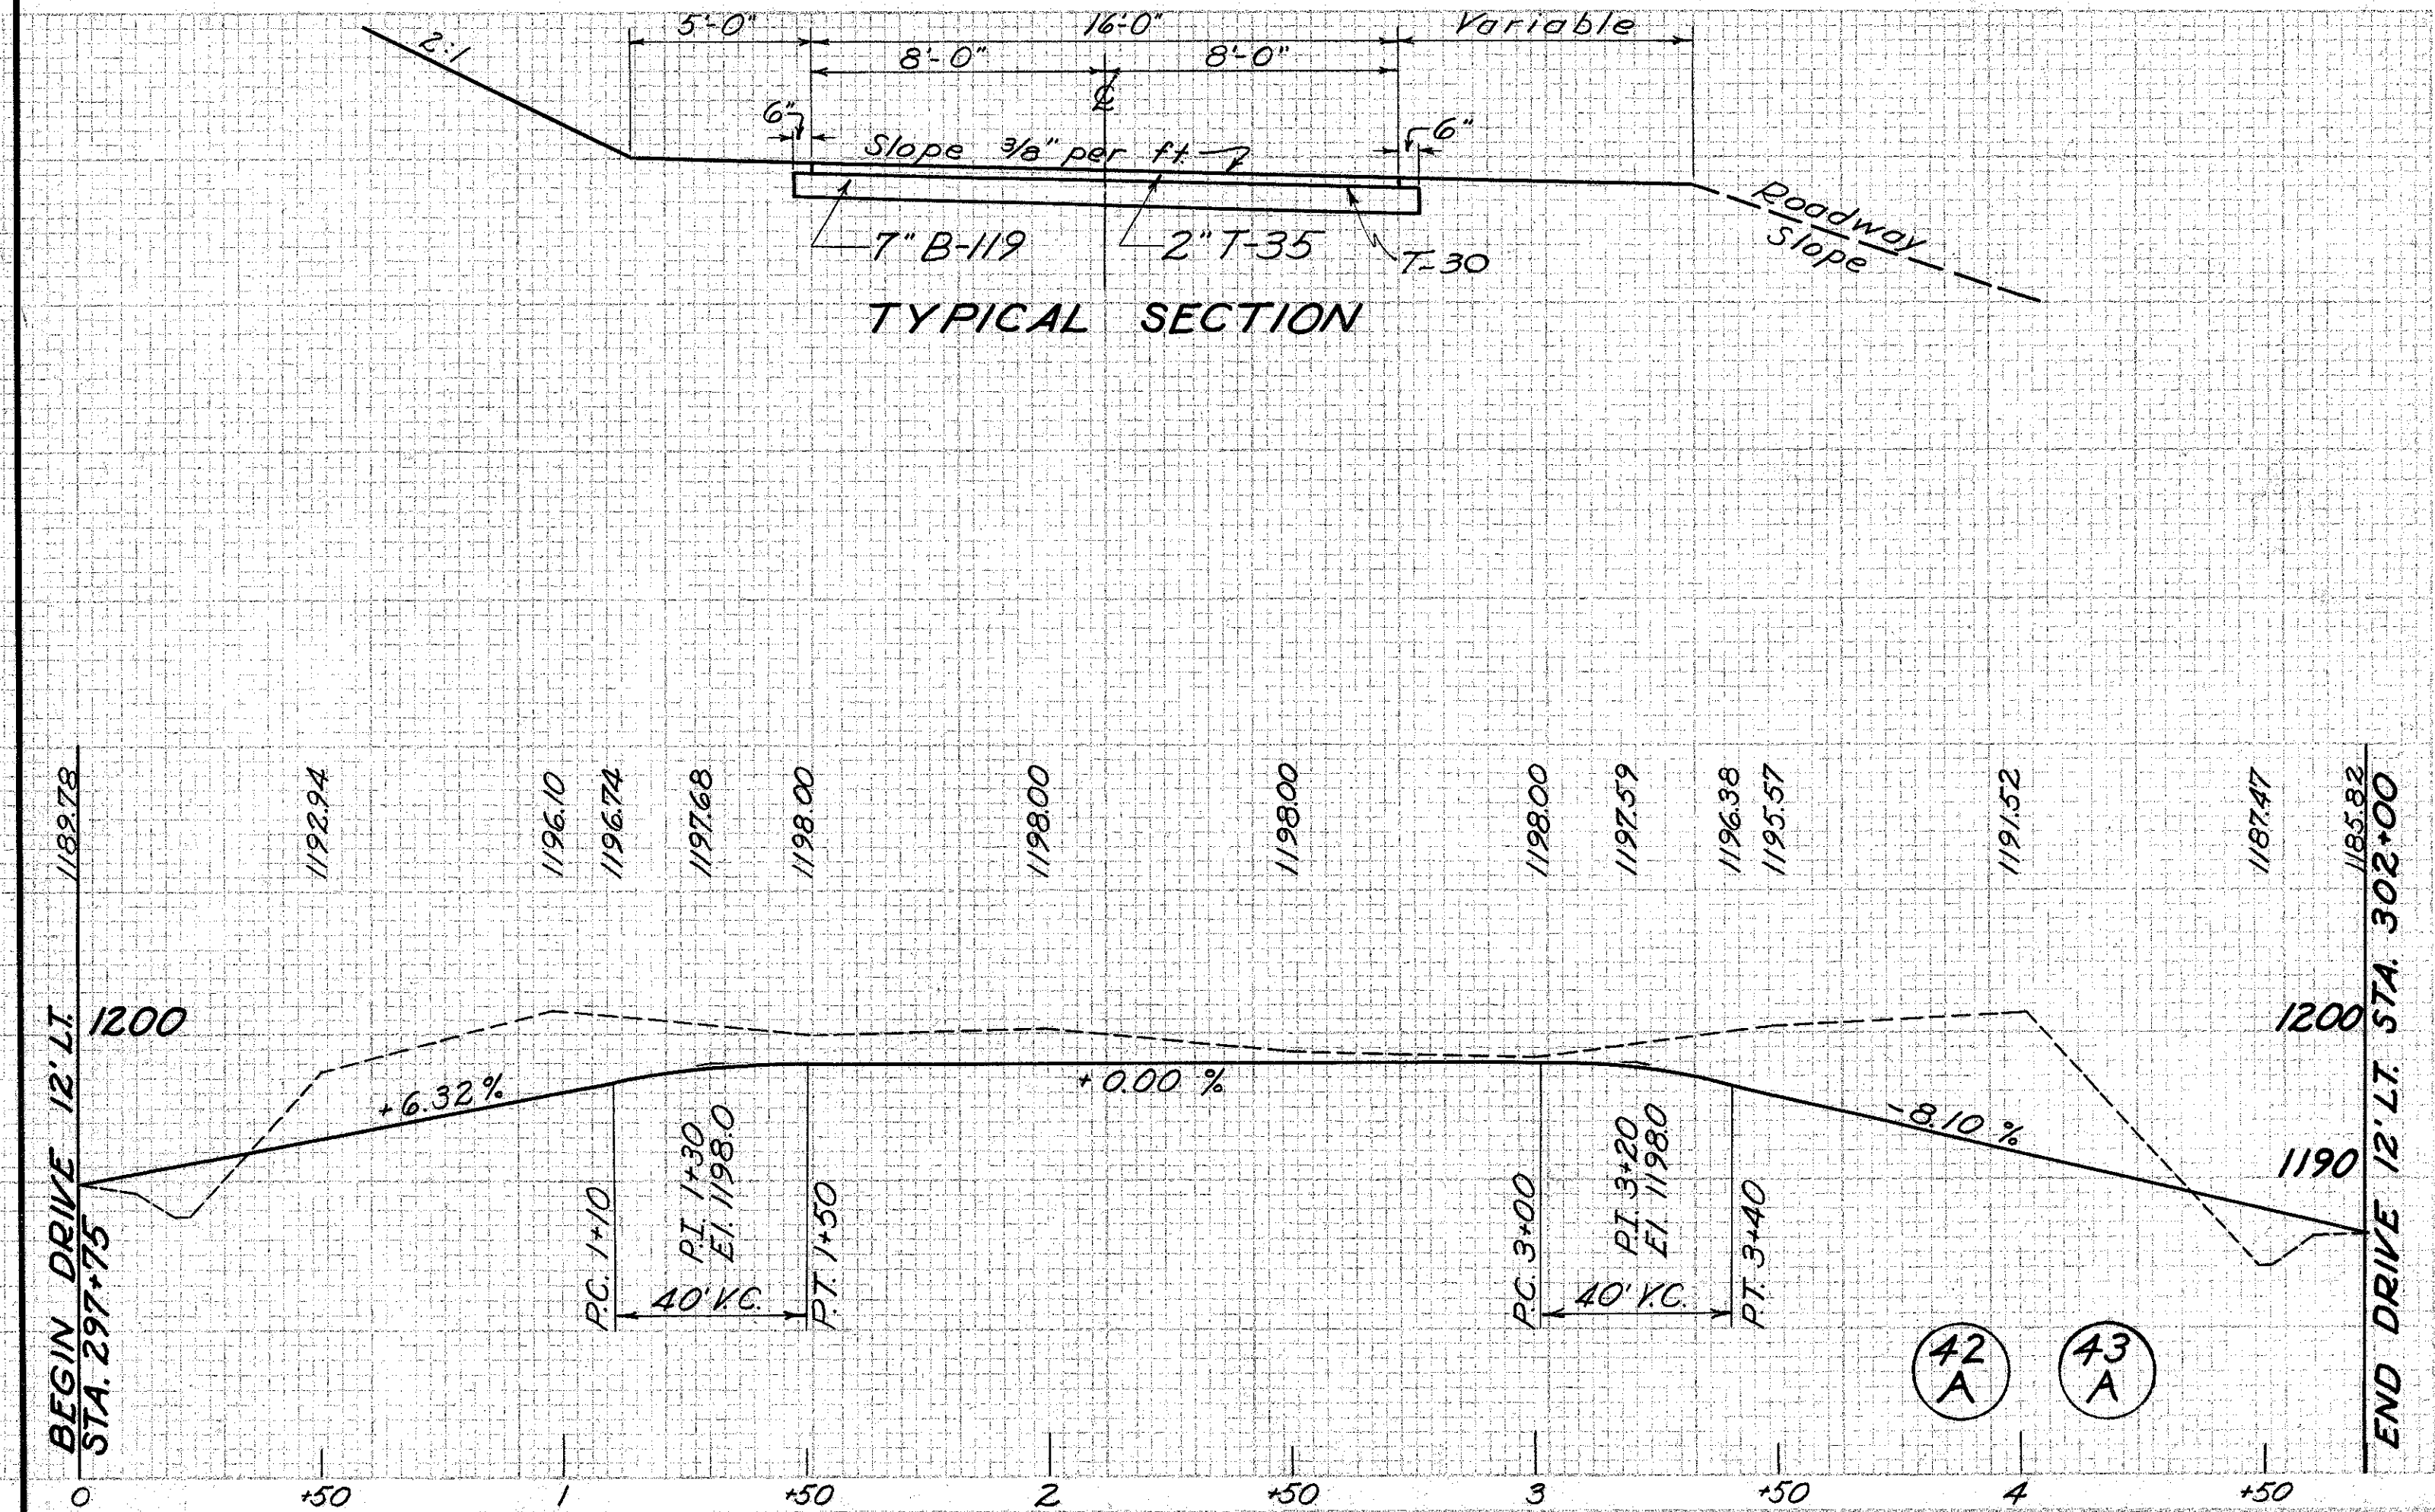 5'-0"
16'-0"
Variable
8'-0"
8'-0"
2:1
℄
6"
6"
Slope 3/8" per ft.
7" B-119
2" T-35
T-30
Roadway
Slope
TYPICAL SECTION
1189.78
1192.94
1196.10
1196.74
1197.68
1198.00
1198.00
1198.00
1198.00
1197.59
1196.38
1195.57
1191.52
1187.47
1185.82
BEGIN DRIVE 12' LT.
STA. 297+75
1200
+6.32%
P.C. 1+10
P.I. 1+30
El. 1198.0
40' V.C.
P.T. 1+50
+0.00 %
P.C. 3+00
P.I. 3+20
El. 1198.0
40' V.C.
P.T. 3+40
-8.10 %
1200
1190
END DRIVE 12' LT. STA. 302+00
42
A
43
A
0
+50
1
+50
2
+50
3
+50
4
+50